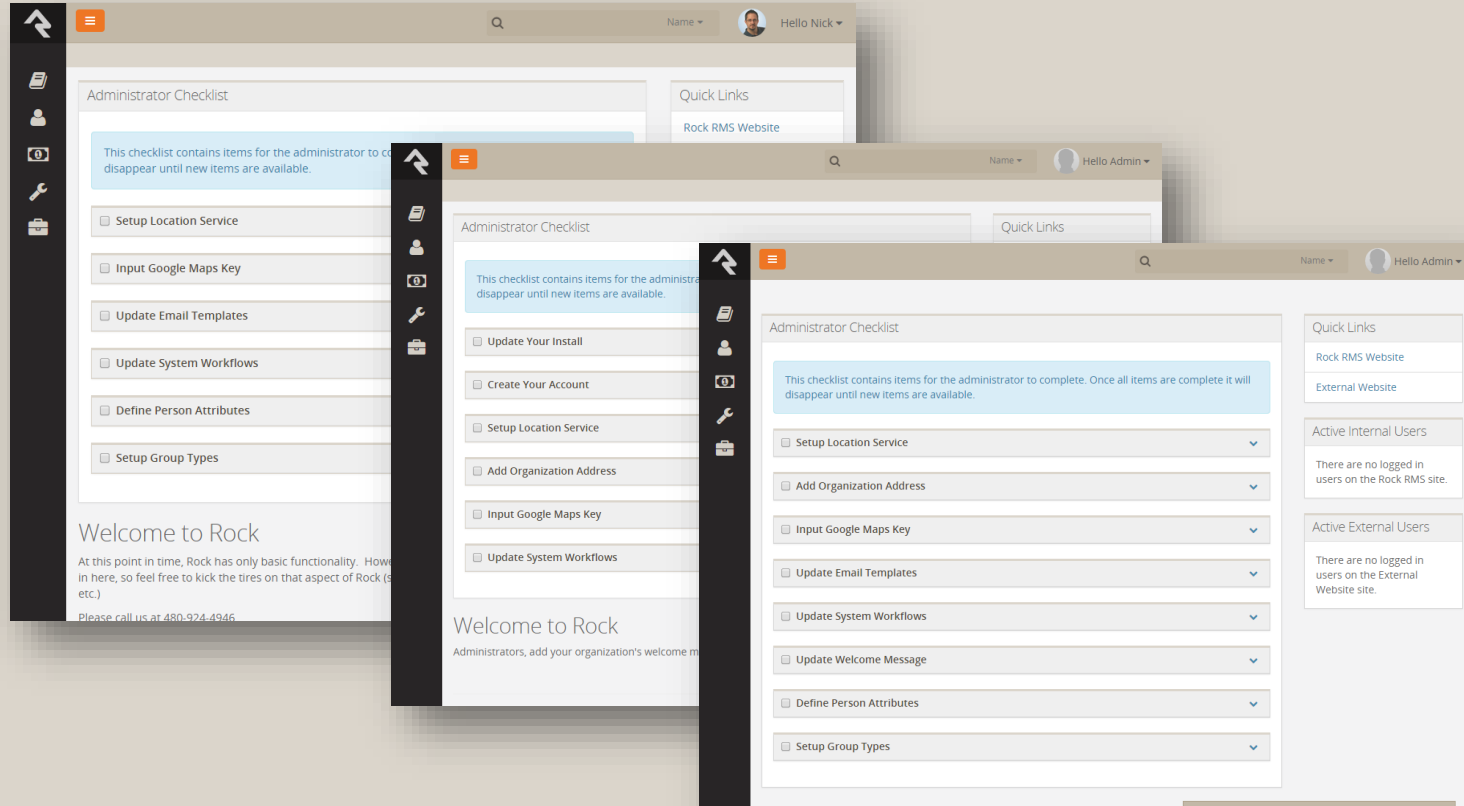 Name
Hello Nick
Administrator Checklist
Quick Links
Rock RMS Website
This checklist contains items for the administrator to
disappear until new items are available.
Setup Location Service
Input Google Maps Key
Update Email Templates
Update System Workflows
Define Person Attributes
Setup Group Types
Welcome to Rock
At this point in time, Rock has only basic functionality.
in here, so feel free to kick the tires on that aspect of Rock
etc.)
Please call us at 480-924-4946
Name
Hello Admin
Administrator Checklist
Quick Links
This checklist contains items for the
disappear until new items are available.
Update Your Install
Create Your Account
Setup Location Service
Add Organization Address
Input Google Maps Key
Update System Workflows
Welcome to Rock
Administrators, add your organization's welcome
Name
Hello Admin
Administrator Checklist
This checklist contains items for the administrator to complete. Once all items are complete it will
disappear until new items are available.
Setup Location Service
Add Organization Address
Input Google Maps Key
Update Email Templates
Update System Workflows
Update Welcome Message
Define Person Attributes
Setup Group Types
Quick Links
Rock RMS Website
External Website
Active Internal Users
There are no logged in
users on the Rock RMS site.
Active External Users
There are no logged in
users on the External
Website site.